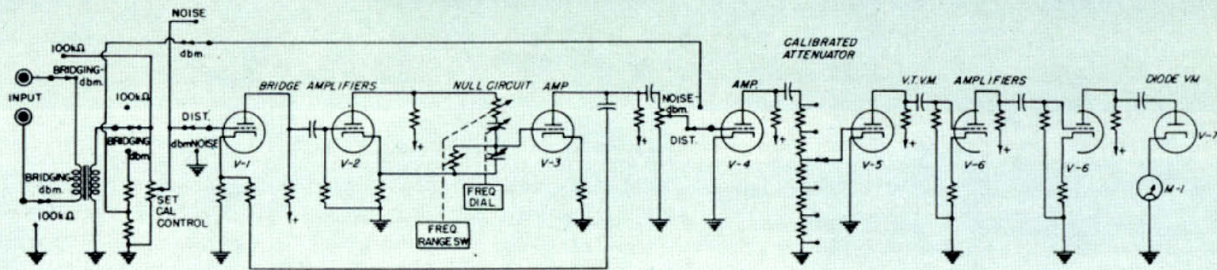 NOISE
100kΩ
BRIDGING-
dbm.
INPUT
BRIDGING
dbm.
100kΩ
dbm.
100kΩ
BRIDGING
dbm.
SET
CAL
CONTROL
DIST.
dbmNOISE
BRIDGE AMPLIFIERS
V-1
V-2
NULL CIRCUIT
FREQ.
DIAL
FREQ.
RANGE SW
AMP
V-3
NOISE-
dbm.
DIST.
AMP.
V-4
CALIBRATED
ATTENUATOR
V.T.V.M. AMPLIFIERS
V-5
V-6
V-6
DIODE VM.
V-7
M-1
+
+
+
+
+
+
+